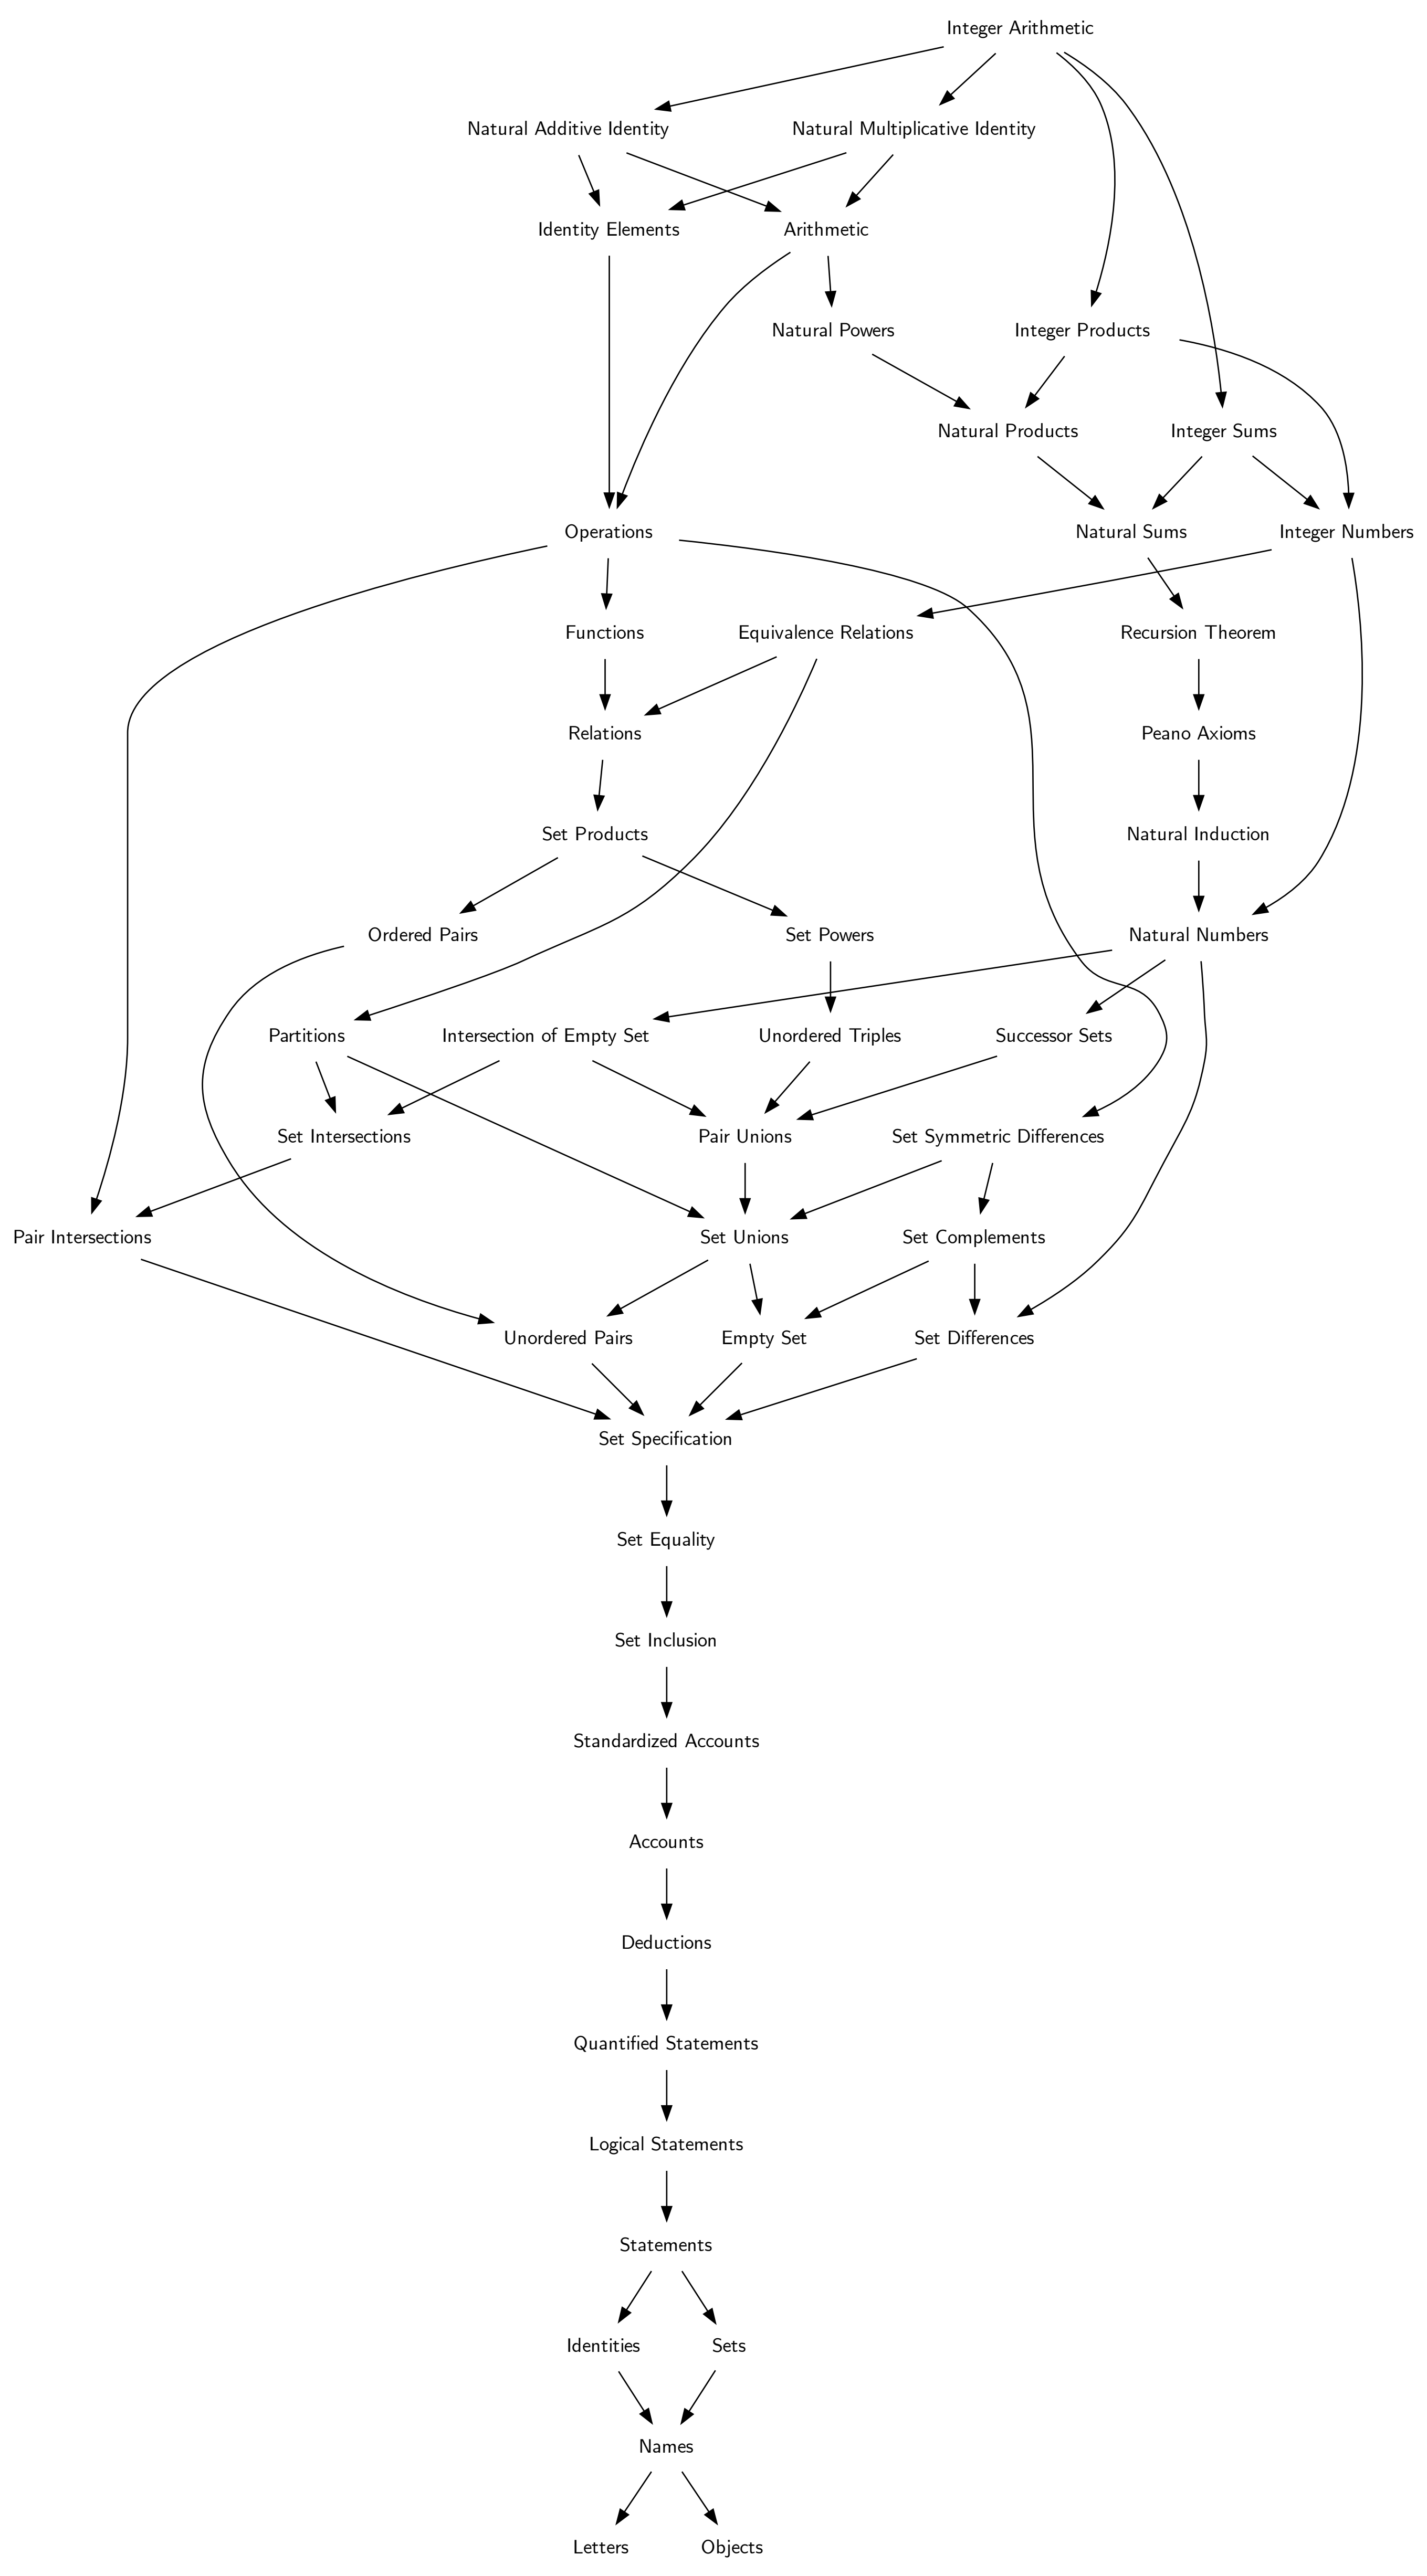 Integer Arithmetic
Natural Additive Identity
Natural Multiplicative Identity
Identity Elements
Arithmetic
Natural Powers
Integer Products
Natural Products
Integer Sums
Operations
Natural Sums
Integer Numbers
Functions
Equivalence Relations
Recursion Theorem
Relations
Peano Axioms
Set Products
Natural Induction
Ordered Pairs
Set Powers
Natural Numbers
Partitions
Intersection of Empty Set
Unordered Triples
Successor Sets
Set Intersections
Pair Unions
Set Symmetric Differences
Pair Intersections
Set Unions
Set Complements
Unordered Pairs
Empty Set
Set Differences
Set Specification
Set Equality
Set Inclusion
Standardized Accounts
Accounts
Deductions
Quantified Statements
Logical Statements
Statements
Identities
Sets
Names
Letters
Objects